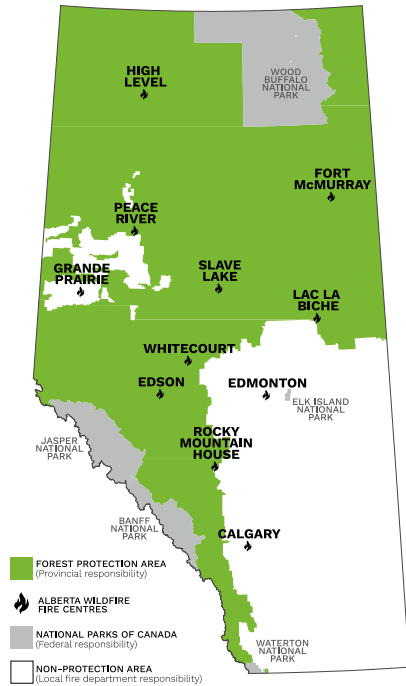 WOOD
BUFFALO
NATIONAL
PARK
HIGH
LEVEL
FORT
McMURRAY
PEACE
RIVER
GRANDE
PRAIRIE
SLAVE
LAKE
LAC LA
BICHE
WHITECOURT
EDSON
EDMONTON
ELK ISLAND
NATIONAL
PARK
ROCKY
MOUNTAIN
HOUSE
JASPER
NATIONAL
PARK
BANFF
NATIONAL
PARK
CALGARY
WATERTON
NATIONAL
PARK
FOREST PROTECTION AREA
(Provincial responsibility)
ALBERTA WILDFIRE
FIRE CENTRES
NATIONAL PARKS OF CANADA
(Federal responsibility)
NON-PROTECTION AREA
(Local fire department responsibility)